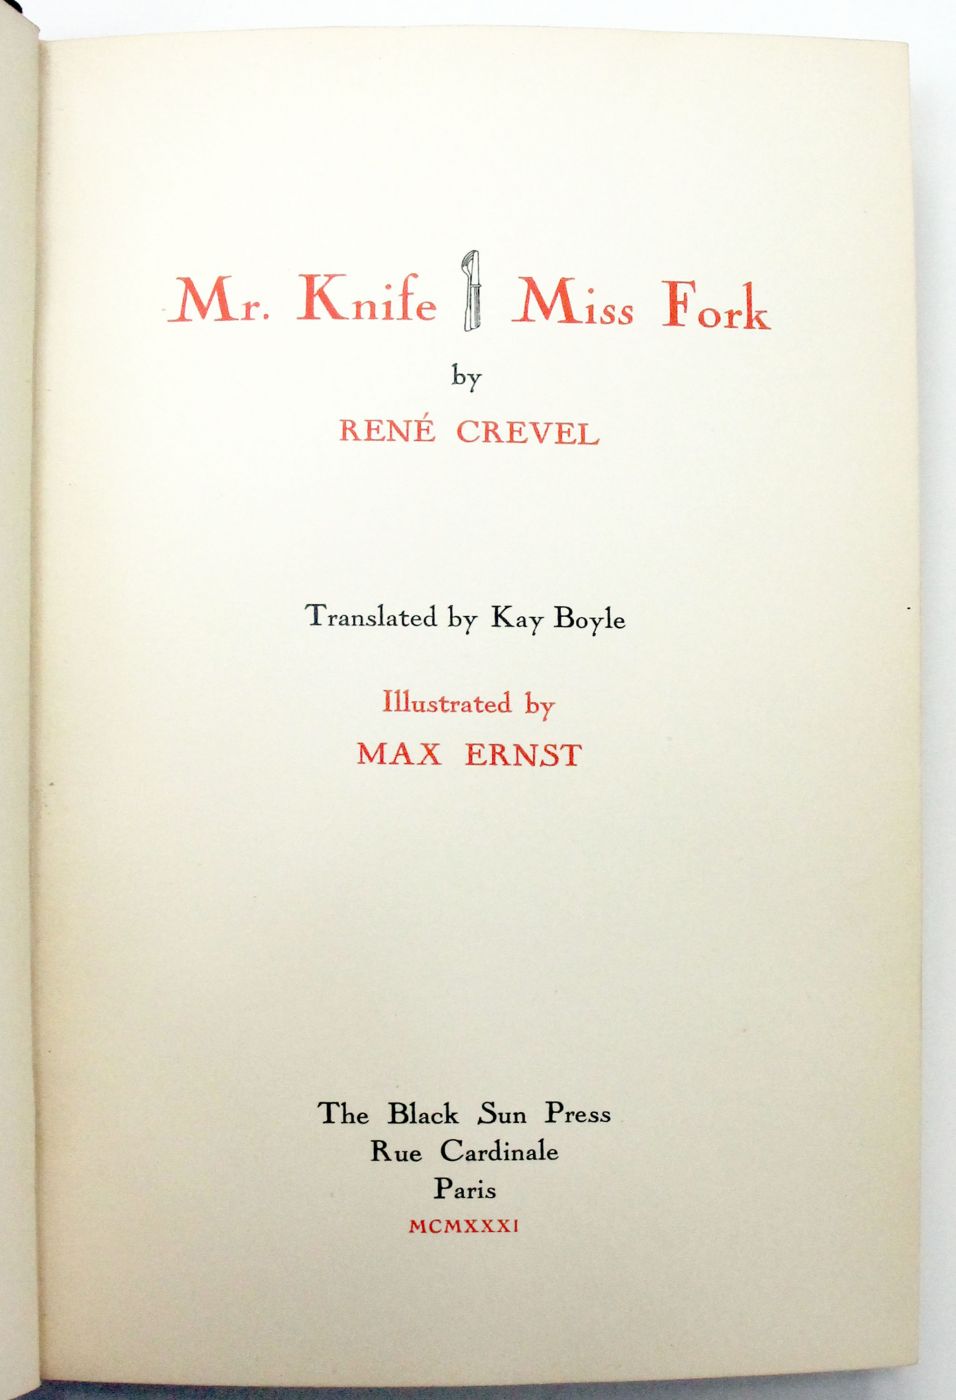 Mr. Knife Miss Fork
by
RENÉ CREVEL
Translated by Kay Boyle
Illustrated by
MAX ERNST
The Black Sun Press
Rue Cardinale
Paris
MCMXXXI